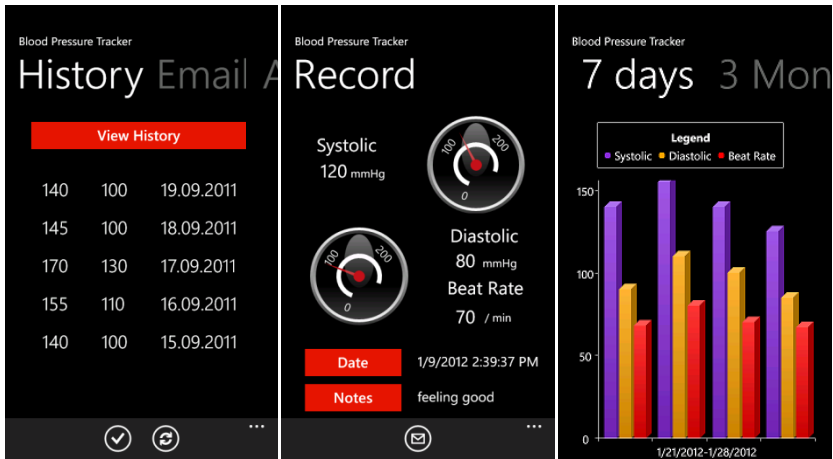 Blood Pressure Tracker
History Email A
View History
140 100 19.09.2011
145 100 18.09.2011
170 130 17.09.2011
155 110 16.09.2011
140 100 15.09.2011
Blood Pressure Tracker
Record
Systolic
120 mmHg
100 200
0
Diastolic
80 mmHg
100 200
0
Beat Rate
70 / min
Date 1/9/2012 2:39:37 PM
Notes feeling good
Blood Pressure Tracker
7 days 3 Mon
Legend
Systolic Diastolic Beat Rate
150
100
50
0
1/21/2012-1/28/2012